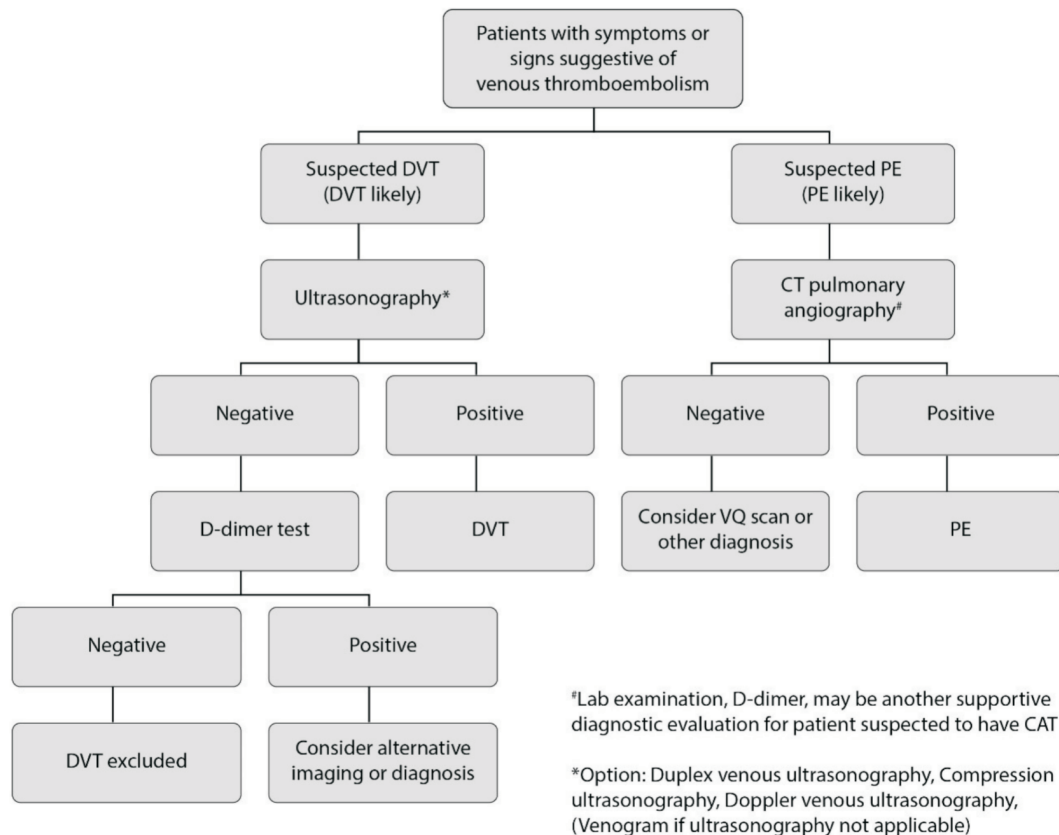 Patients with symptoms or
signs suggestive of
venous thromboembolism
Suspected DVT
(DVT likely)
Suspected PE
(PE likely)
Ultrasonography*
CT pulmonary
angiography#
Negative
Positive
Negative
Positive
D-dimer test
DVT
Consider VQ scan or
other diagnosis
PE
Negative
Positive
DVT excluded
Consider alternative
imaging or diagnosis
#Lab examination, D-dimer, may be another supportive
diagnostic evaluation for patient suspected to have CAT
*Option: Duplex venous ultrasonography, Compression
ultrasonography, Doppler venous ultrasonography,
(Venogram if ultrasonography not applicable)